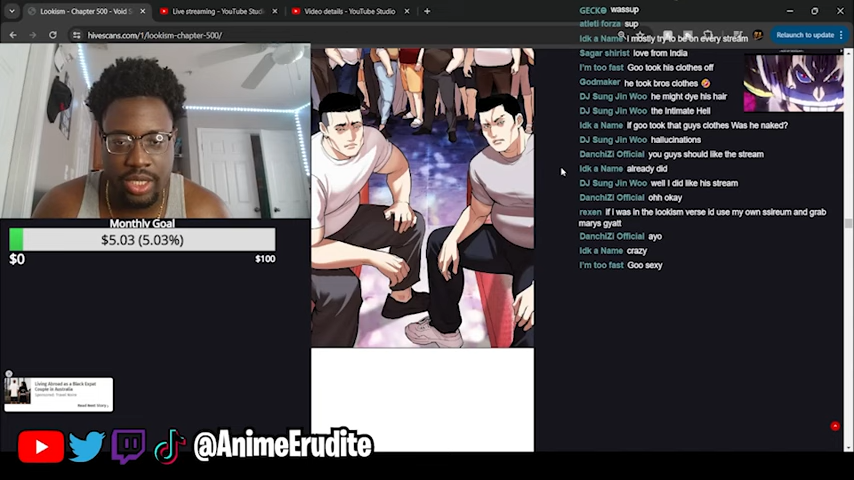 Lookism - Chapter 500 - Void S
Live streaming - YouTube Studi
Video details - YouTube Studio
hivescans.com/1/lookism-chapter-500/
Relaunch to update
GECKO wassup
atleti forza sup
Idk a Name I mostly try to be on every stream
Sagar shirist love from India
I'm too fast Goo took his clothes off
Godmaker he took bros clothes 🤣
DJ Sung Jin Woo he might dye his hair
DJ Sung Jin Woo the Intimate Hell
Idk a Name if goo took that guys clothes Was he naked?
DJ Sung Jin Woo hallucinations
DanchiZi Official you guys should like the stream
Idk a Name already did
DJ Sung Jin Woo well I did like his stream
DanchiZi Official ohh okay
rexen if I was in the lookism verse id use my own ssireum and grab
marys gyatt
DanchiZi Official ayo
Idk a Name crazy
I'm too fast Goo sexy
Monthly Goal
$5.03 (5.03%)
$0
$100
Living Abroad as a Black Expat
Couple in Australia
Read Next Story
@AnimeErudite